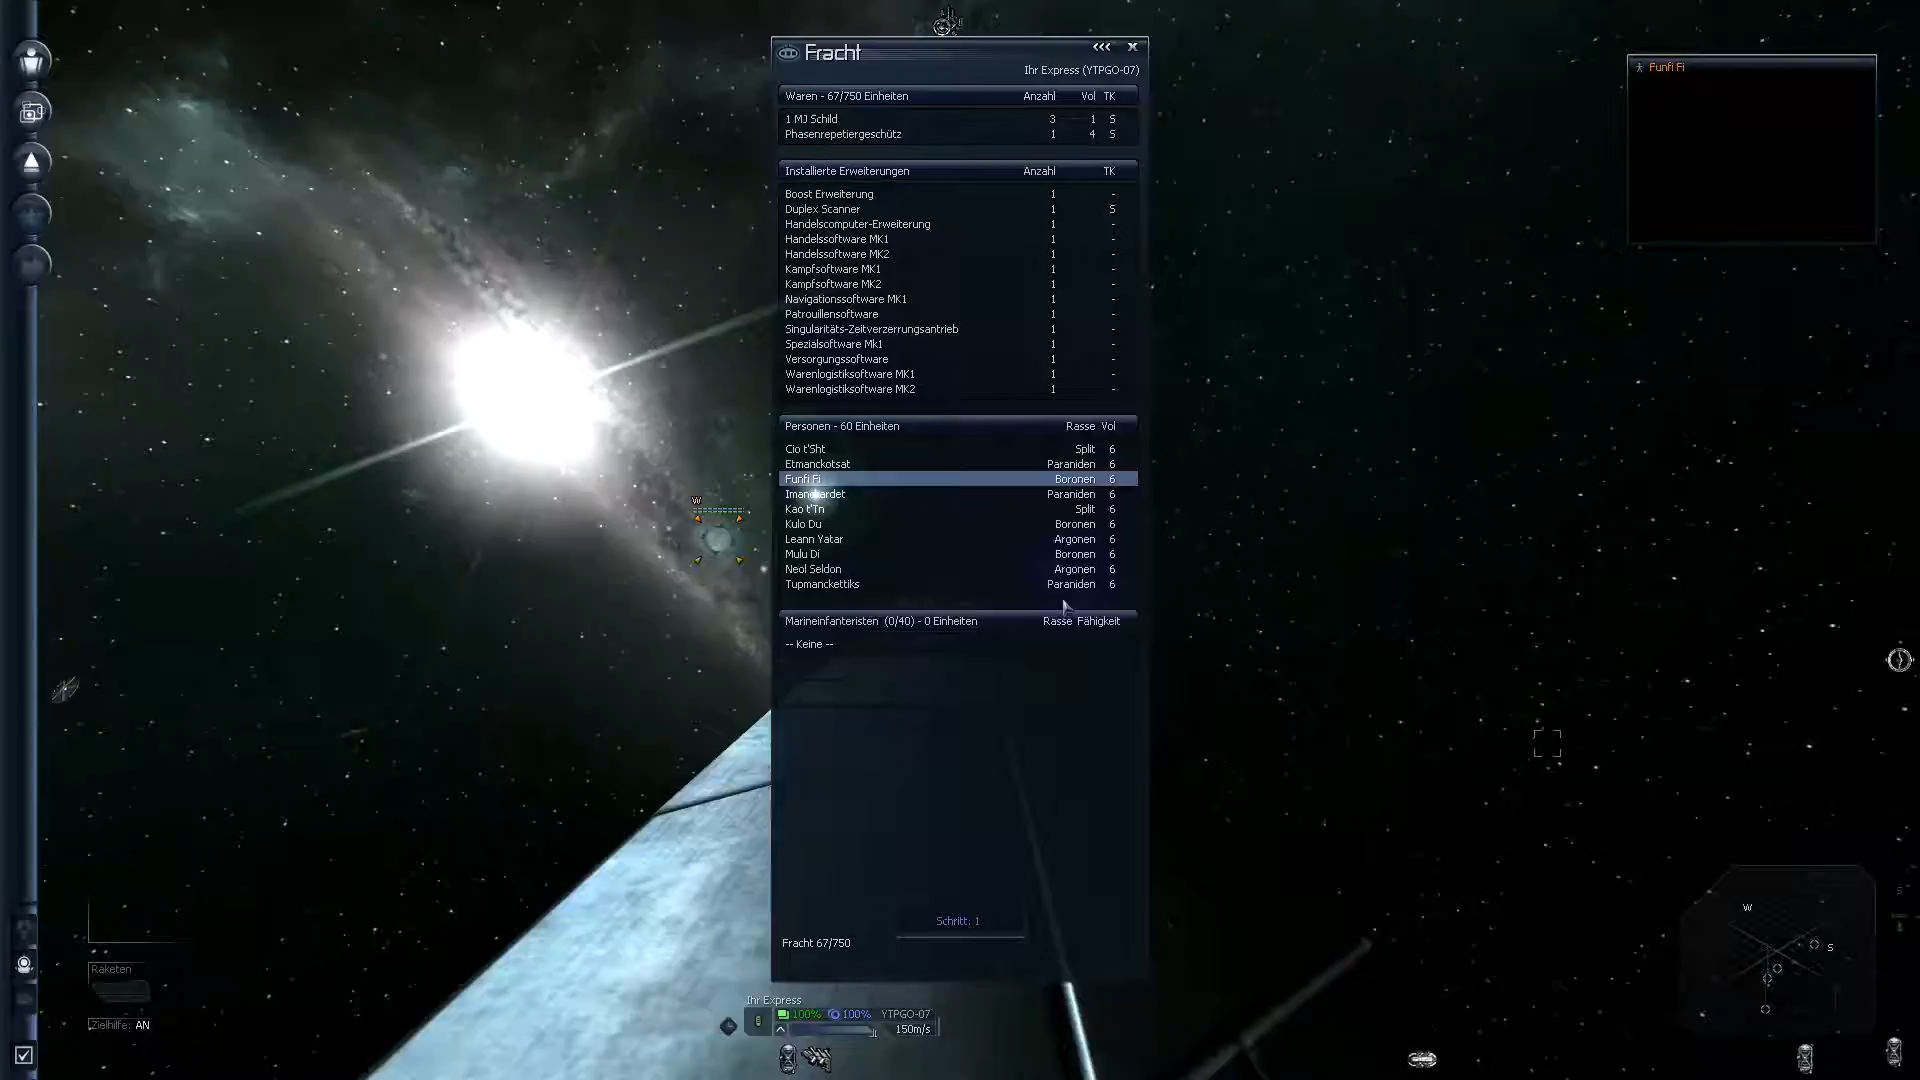 Fracht
Ihr Express (YTPGO-07)
Funfi Fi
Waren - 67/750 Einheiten Anzahl Vol TK
1 MJ Schild 3 1 S
Phasenrepetiergeschütz 1 4 S
Installierte Erweiterungen Anzahl TK
Boost Erweiterung 1 -
Duplex Scanner 1 S
Handelscomputer-Erweiterung 1 -
Handelssoftware MK1 1 -
Handelssoftware MK2 1 -
Kampfsoftware MK1 1 -
Kampfsoftware MK2 1 -
Navigationssoftware MK1 1 -
Patrouillensoftware 1 -
Singularitäts-Zeitverzerrungsantrieb 1 -
Spezialsoftware Mk1 1 -
Versorgungssoftware 1 -
Warenlogistiksoftware MK1 1 -
Warenlogistiksoftware MK2 1 -
Personen - 60 Einheiten Rasse Vol
Cio t'Sht Split 6
Etmanckotsat Paraniden 6
Funfi Fi Boronen 6
Imanckardet Paraniden 6
Kao t'Tn Split 6
Kulo Du Boronen 6
Leann Yatar Argonen 6
Mulu Di Boronen 6
Neol Seldon Argonen 6
Tupmanckettiks Paraniden 6
W
Marineinfanteristen (0/40) - 0 Einheiten Rasse Fähigkeit
-- Keine --
Schritt: 1
Fracht 67/750
W
S
Raketen
Zielhilfe: AN
Ihr Express
100% 100% YTPGO-07
150m/s